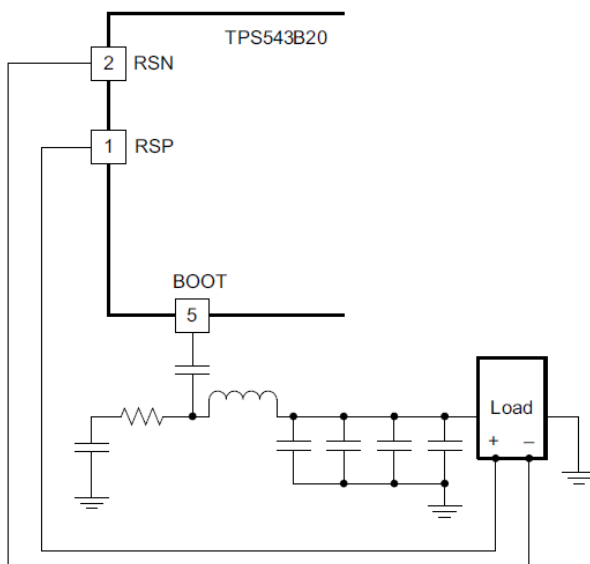 TPS543B20
2 RSN
1 RSP
BOOT
5
Load
+ –